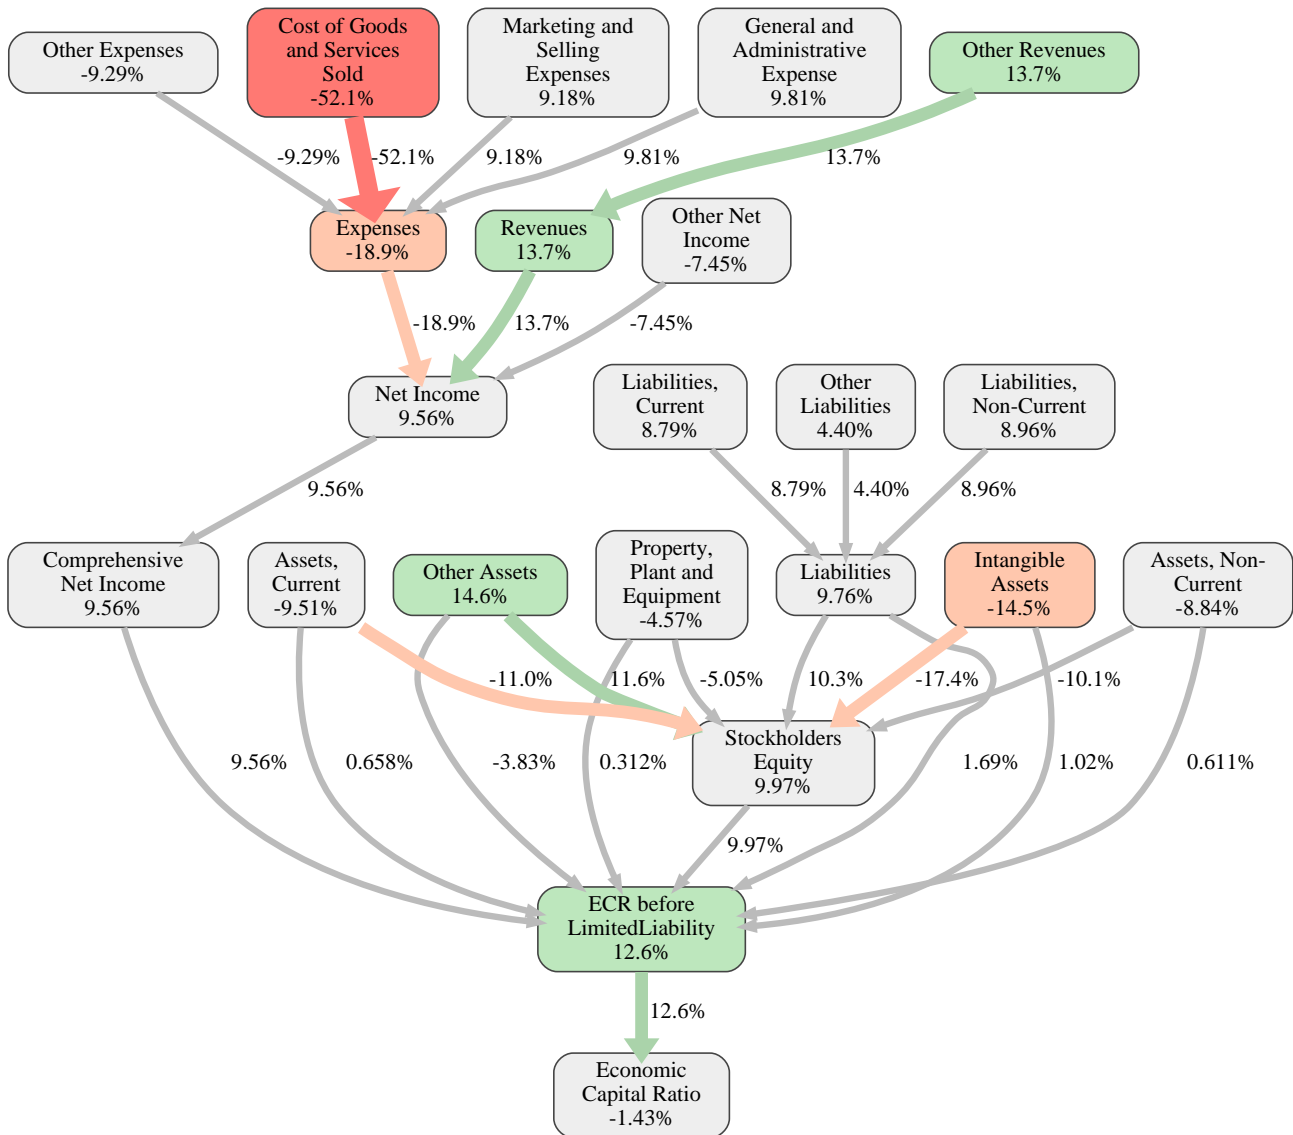 Other Expenses
-9.29%
Cost of Goods
and Services
Sold
-52.1%
Marketing and
Selling
Expenses
9.18%
General and
Administrative
Expense
9.81%
Other Revenues
13.7%
-9.29%
-52.1%
9.18%
9.81%
13.7%
Expenses
-18.9%
Revenues
13.7%
Other Net
Income
-7.45%
-18.9%
13.7%
-7.45%
Net Income
9.56%
Liabilities,
Current
8.79%
Other
Liabilities
4.40%
Liabilities,
Non-Current
8.96%
9.56%
8.79%
4.40%
8.96%
Comprehensive
Net Income
9.56%
Assets,
Current
-9.51%
Other Assets
14.6%
Property,
Plant and
Equipment
-4.57%
Liabilities
9.76%
Intangible
Assets
-14.5%
Assets, Non-
Current
-8.84%
-11.0%
11.6%
-5.05%
10.3%
-17.4%
-10.1%
Stockholders
Equity
9.97%
9.56%
0.658%
-3.83%
0.312%
1.69%
1.02%
0.611%
9.97%
ECR before
LimitedLiability
12.6%
12.6%
Economic
Capital Ratio
-1.43%